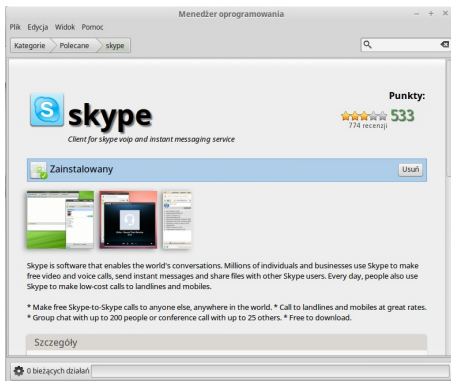 Menedżer oprogramowania
Plik Edycja Widok Pomoc
Kategorie Polecane skype
skype
Client for skype voip and instant messaging service
Punkty:
533
774 recenzji
Zainstalowany
Usuń
Skype is software that enables the world's conversations. Millions of individuals and businesses use Skype to make
free video and voice calls, send instant messages and share files with other Skype users. Every day, people also use
Skype to make low-cost calls to landlines and mobiles.
* Make free Skype-to-Skype calls to anyone else, anywhere in the world. * Call to landlines and mobiles at great rates.
* Group chat with up to 200 people or conference call with up to 25 others. * Free to download.
Szczegóły
0 bieżących działań